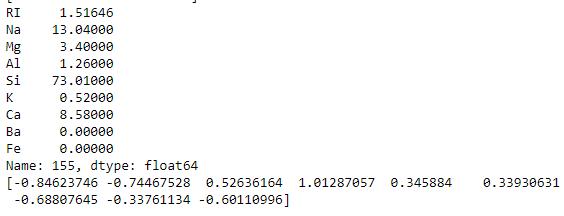 RI 1.51646
Na 13.04000
Mg 3.40000
Al 1.26000
Si 73.01000
K 0.52000
Ca 8.58000
Ba 0.00000
Fe 0.00000
Name: 155, dtype: float64
[-0.84623746 -0.74467528 0.52636164 1.01287057 0.345884 0.33930631
-0.68807645 -0.33761134 -0.60110996]